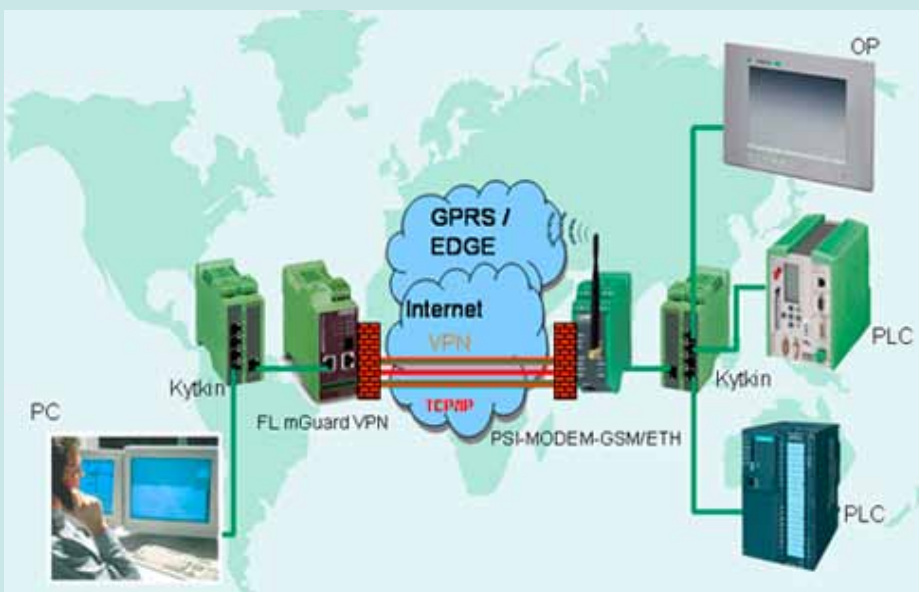 OP
GPRS /
EDGE
Internet
VPN
TCP/IP
Kytkin
FL mGuard VPN
PSI-MODEM-GSM/ETH
Kytkin
PLC
PC
PLC